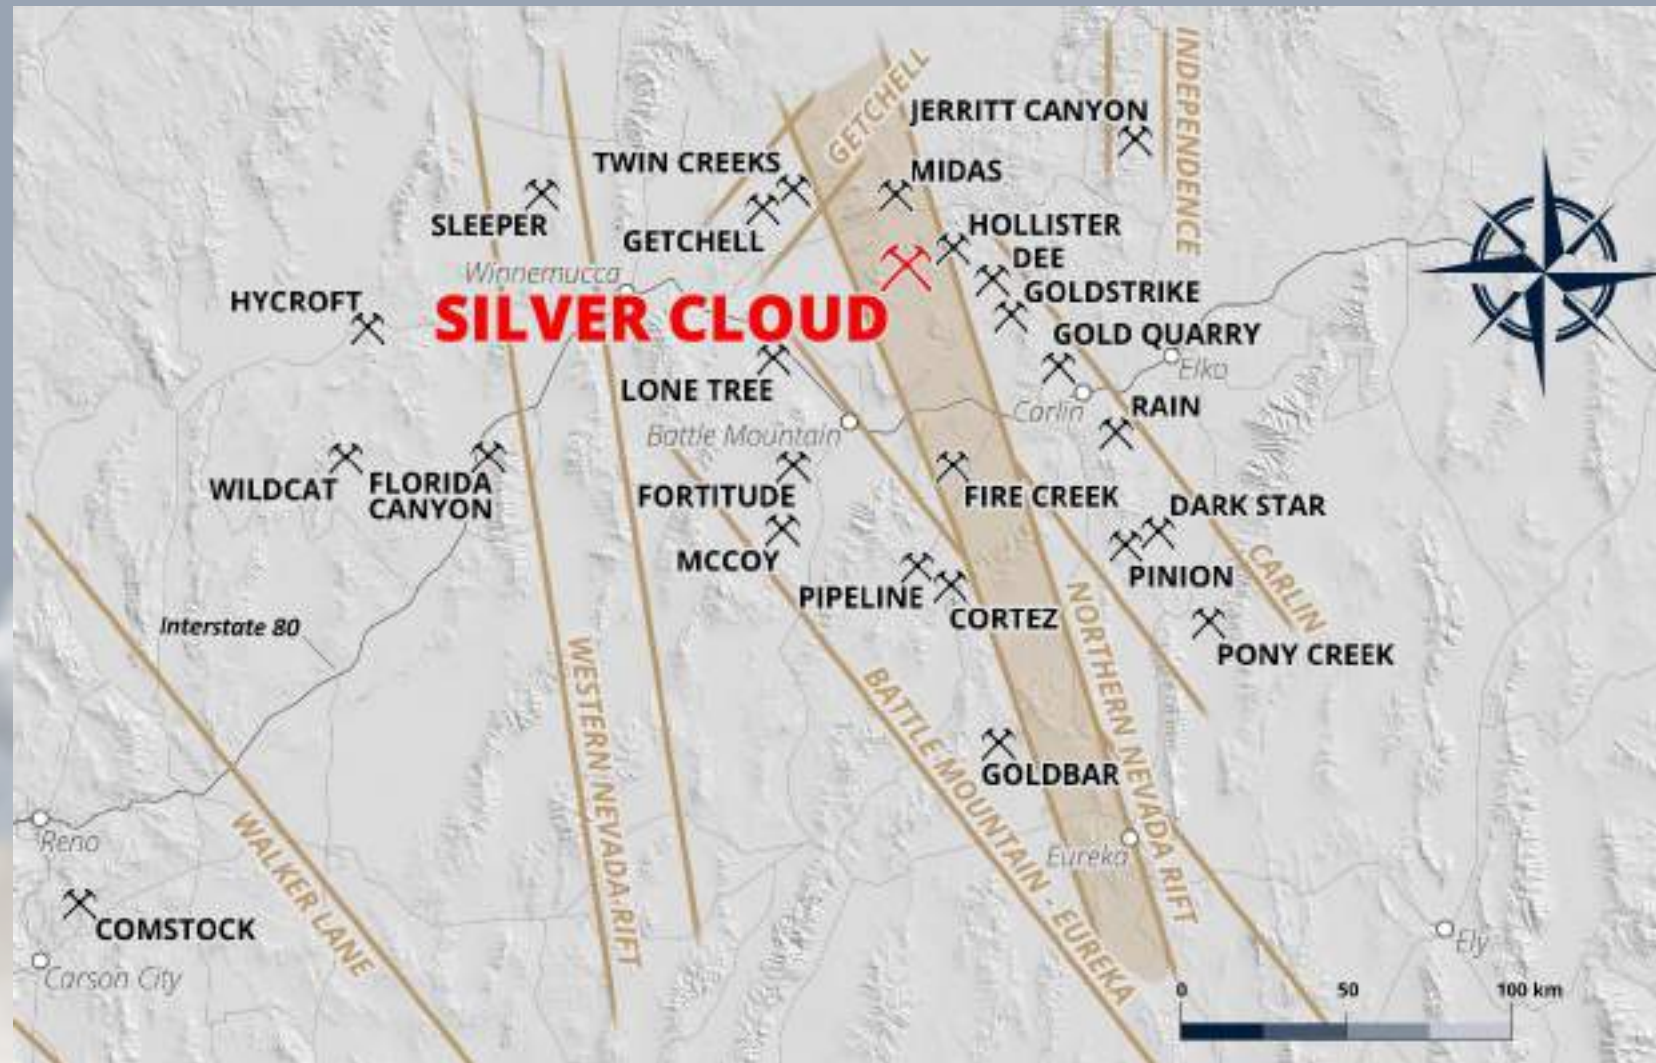 INDEPENDENCE
GETCHELL
JERRITT CANYON
TWIN CREEKS
MIDAS
SLEEPER
GETCHELL
HOLLISTER
DEE
Winnemucca
HYCROFT
GOLDSTRIKE
SILVER CLOUD
GOLD QUARRY
Elko
LONE TREE
Carlin
RAIN
Battle Mountain
WILDCAT
FLORIDA
CANYON
FORTITUDE
FIRE CREEK
DARK STAR
MCCOY
PINION
CARLIN
PIPELINE
CORTEZ
Interstate 80
PONY CREEK
NORTHERN NEVADA RIFT
WESTERN NEVADA RIFT
BATTLE MOUNTAIN - EUREKA
GOLDBAR
Reno
WALKER LANE
Eureka
COMSTOCK
Ely
Carson City
0 50 100 km